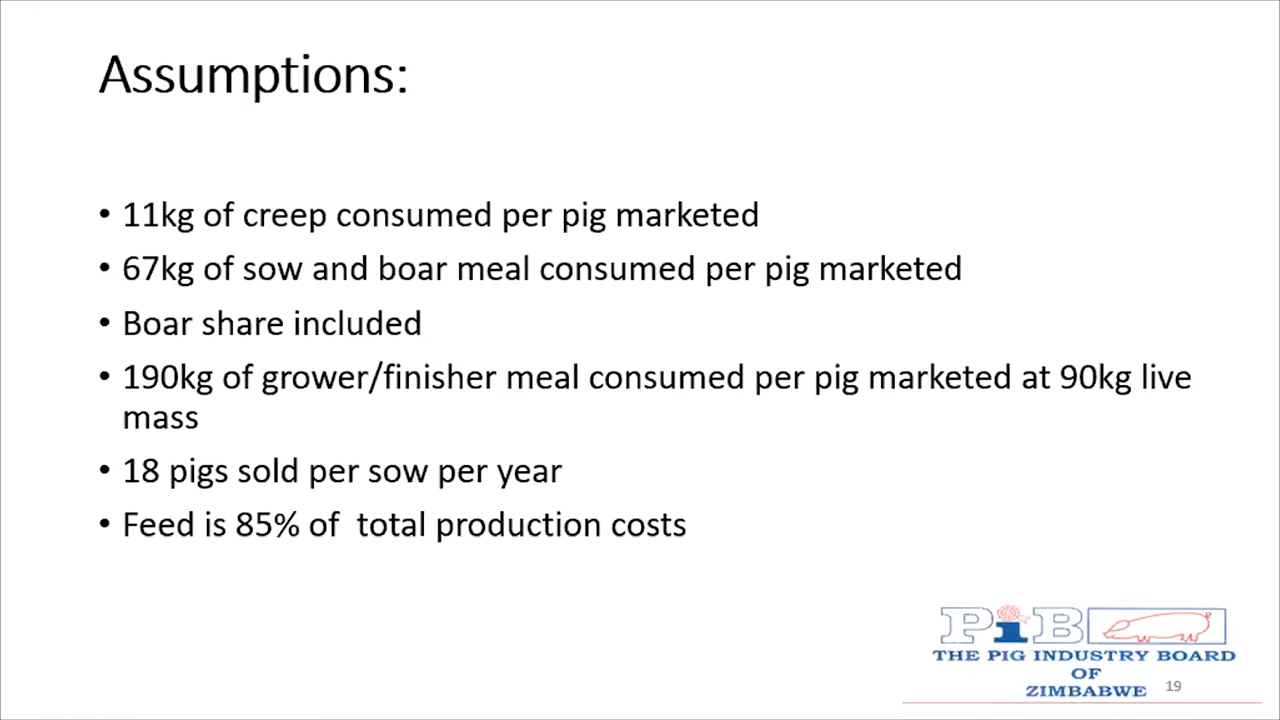 Assumptions:
• 11kg of creep consumed per pig marketed
• 67kg of sow and boar meal consumed per pig marketed
• Boar share included
• 190kg of grower/finisher meal consumed per pig marketed at 90kg live
mass
• 18 pigs sold per sow per year
• Feed is 85% of  total production costs
PiB
THE PIG INDUSTRY BOARD
OF
ZIMBABWE
19